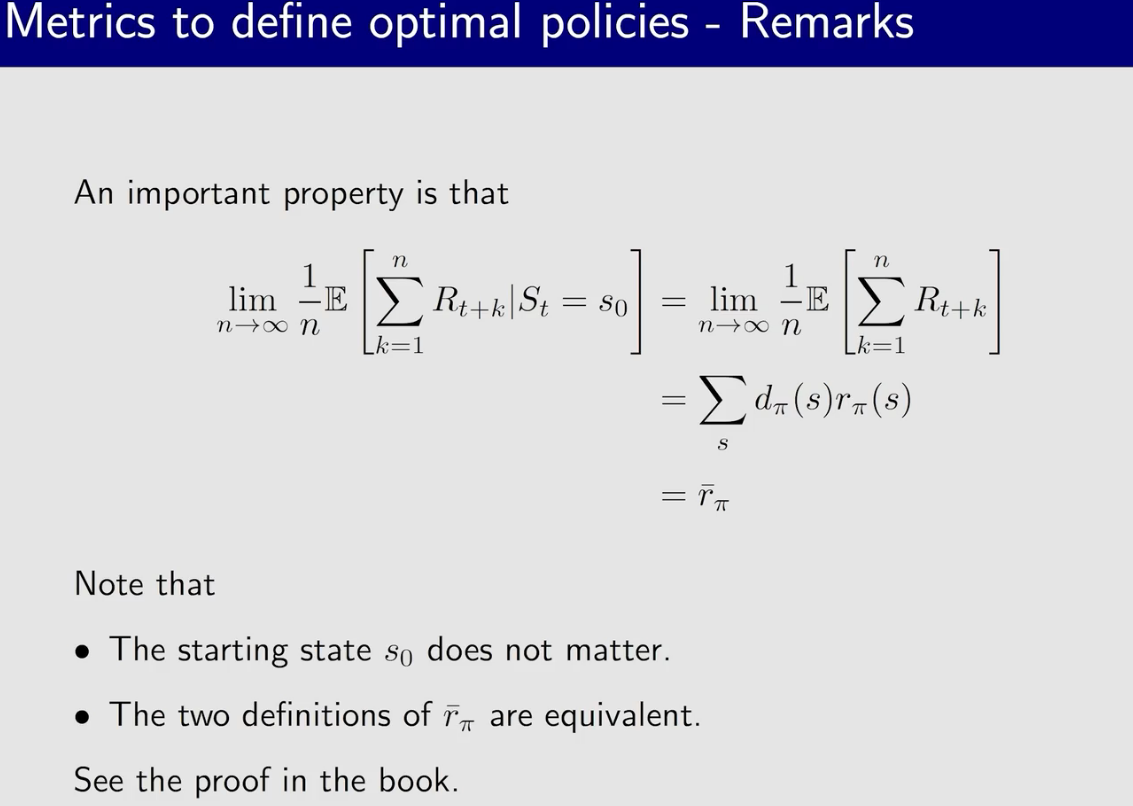 Metrics to define optimal policies - Remarks
An important property is that
$\lim_{n \to \infty} \frac{1}{n} \mathbb{E} \left[ \sum_{k=1}^{n} R_{t+k} | S_t = s_0 \right] = \lim_{n \to \infty} \frac{1}{n} \mathbb{E} \left[ \sum_{k=1}^{n} R_{t+k} \right]$
$= \sum_{s} d_\pi(s) r_\pi(s)$
$= \bar{r}_\pi$
Note that
• The starting state $s_0$ does not matter.
• The two definitions of $\bar{r}_\pi$ are equivalent.
See the proof in the book.